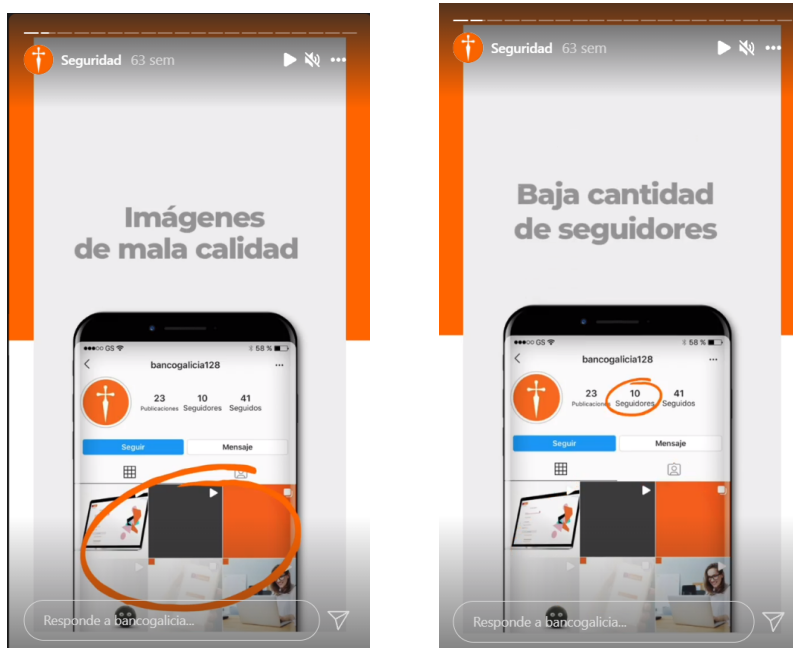 Seguridad 63 sem
Imágenes
de mala calidad
GS 58 %
bancogalicia128
23 10 41
Publicaciones Seguidores Seguidos
Seguir Mensaje
Responde a bancogalicia...
Seguridad 63 sem
Baja cantidad
de seguidores
GS 58 %
bancogalicia128
23 10 41
Publicaciones Seguidores Seguidos
Seguir Mensaje
Responde a bancogalicia...